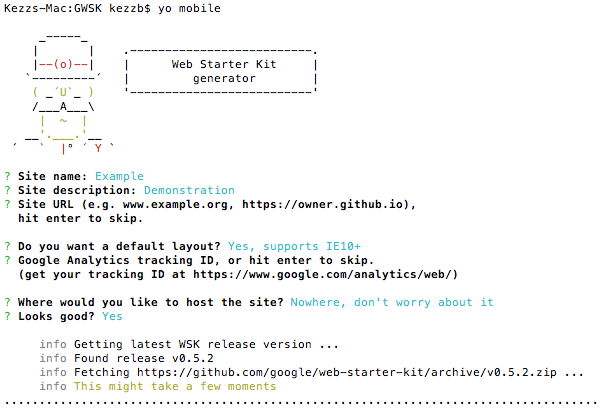 Kezzs-Mac:GWSK kezzb$ yo mobile
Web Starter Kit
generator
? Site name: Example
? Site description: Demonstration
? Site URL (e.g. www.example.org, https://owner.github.io),
hit enter to skip.
? Do you want a default layout? Yes, supports IE10+
? Google Analytics tracking ID, or hit enter to skip.
(get your tracking ID at https://www.google.com/analytics/web/)
? Where would you like to host the site? Nowhere, don't worry about it
? Looks good? Yes
info Getting latest WSK release version ...
info Found release v0.5.2
info Fetching https://github.com/google/web-starter-kit/archive/v0.5.2.zip ...
info This might take a few moments